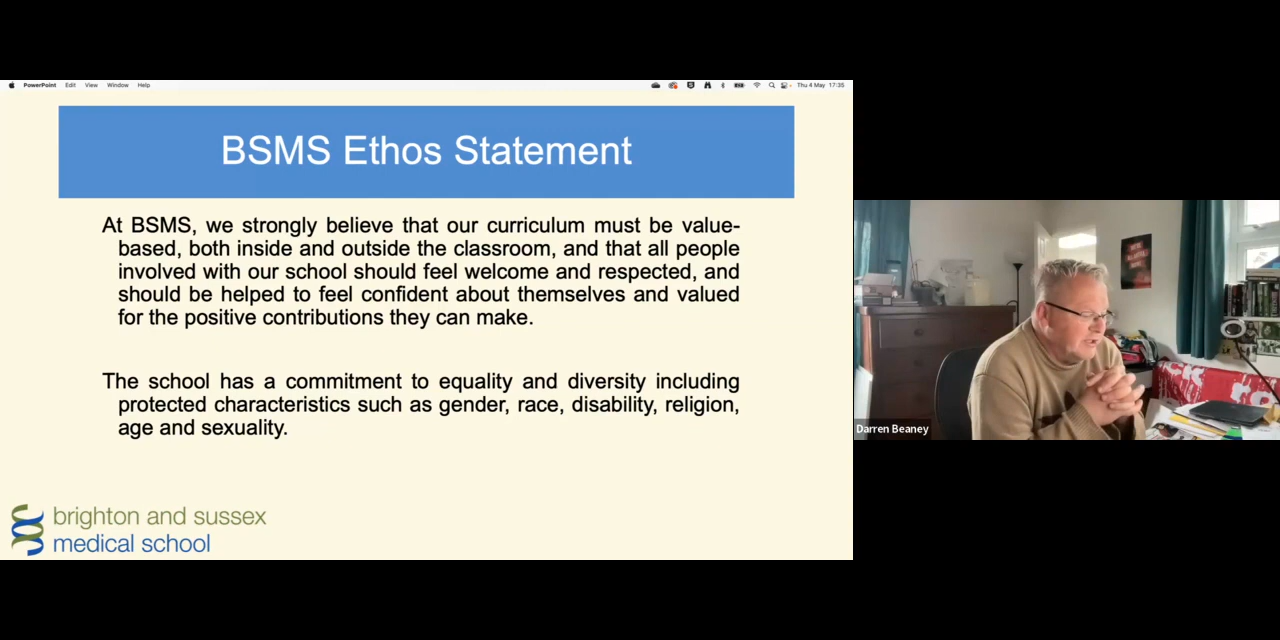 PowerPoint Edit View Window Help
Thu 4 May 17:35
BSMS Ethos Statement
At BSMS, we strongly believe that our curriculum must be value-
based, both inside and outside the classroom, and that all people
involved with our school should feel welcome and respected, and
should be helped to feel confident about themselves and valued
for the positive contributions they can make.
The school has a commitment to equality and diversity including
protected characteristics such as gender, race, disability, religion,
age and sexuality.
brighton and sussex
medical school
Darren Beaney